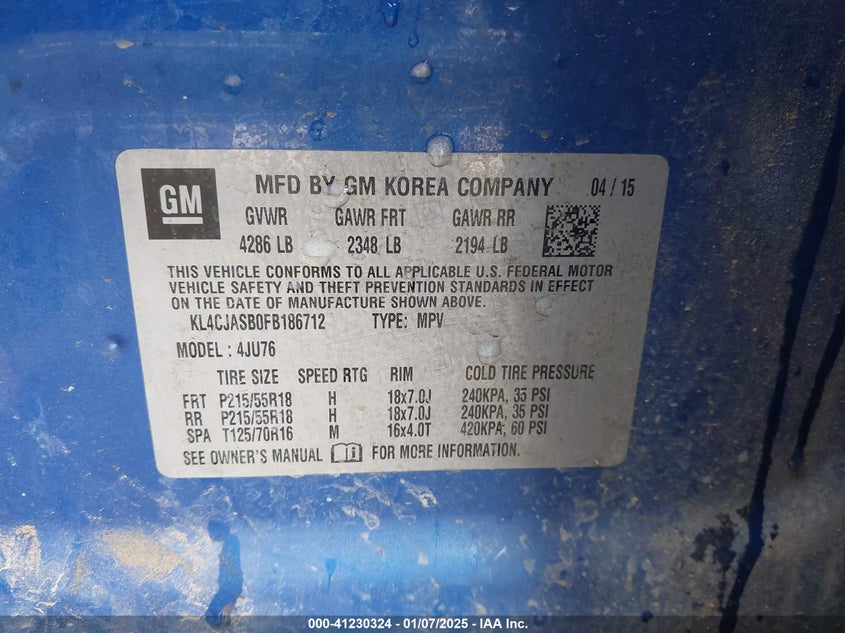 GM
MFD BY GM KOREA COMPANY 04 / 15
GVWR GAWR FRT GAWR RR
4286 LB 2348 LB 2194 LB
THIS VEHICLE CONFORMS TO ALL APPLICABLE U.S. FEDERAL MOTOR
VEHICLE SAFETY AND THEFT PREVENTION STANDARDS IN EFFECT
ON THE DATE OF MANUFACTURE SHOWN ABOVE.
KL4CJASB0FB186712 TYPE: MPV
MODEL : 4JU76
TIRE SIZE SPEED RTG RIM COLD TIRE PRESSURE
FRT P215/55R18 H 18x7.0J 240KPA, 35 PSI
RR P215/55R18 H 18x7.0J 240KPA, 35 PSI
SPA T125/70R16 M 16x4.0T 420KPA, 60 PSI
SEE OWNER'S MANUAL FOR MORE INFORMATION.
000-41230324 - 01/07/2025 - IAA Inc.